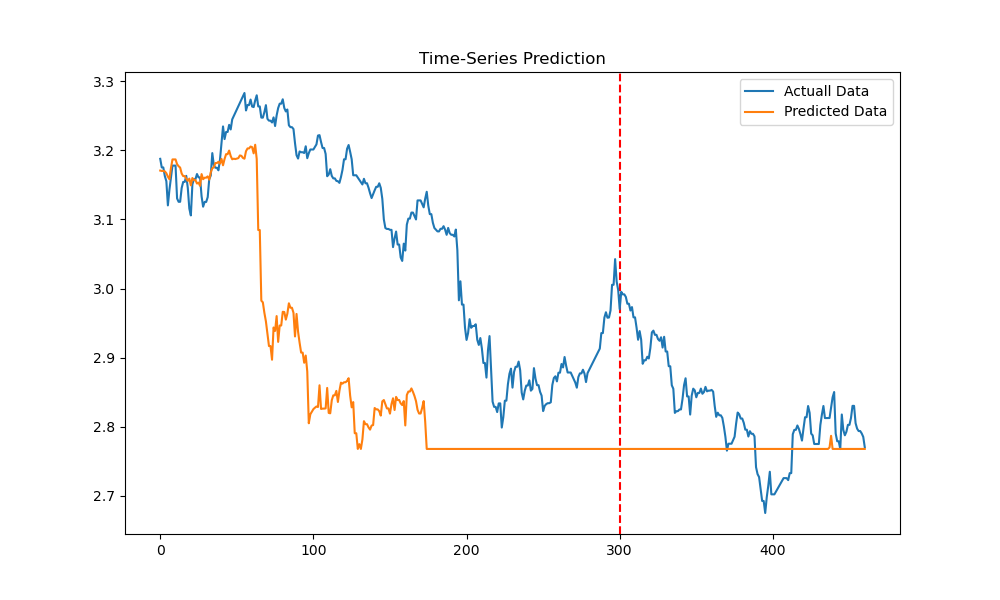 Time-Series Prediction
Actuall Data
Predicted Data
3.3
3.2
3.1
3.0
2.9
2.8
2.7
0 100 200 300 400